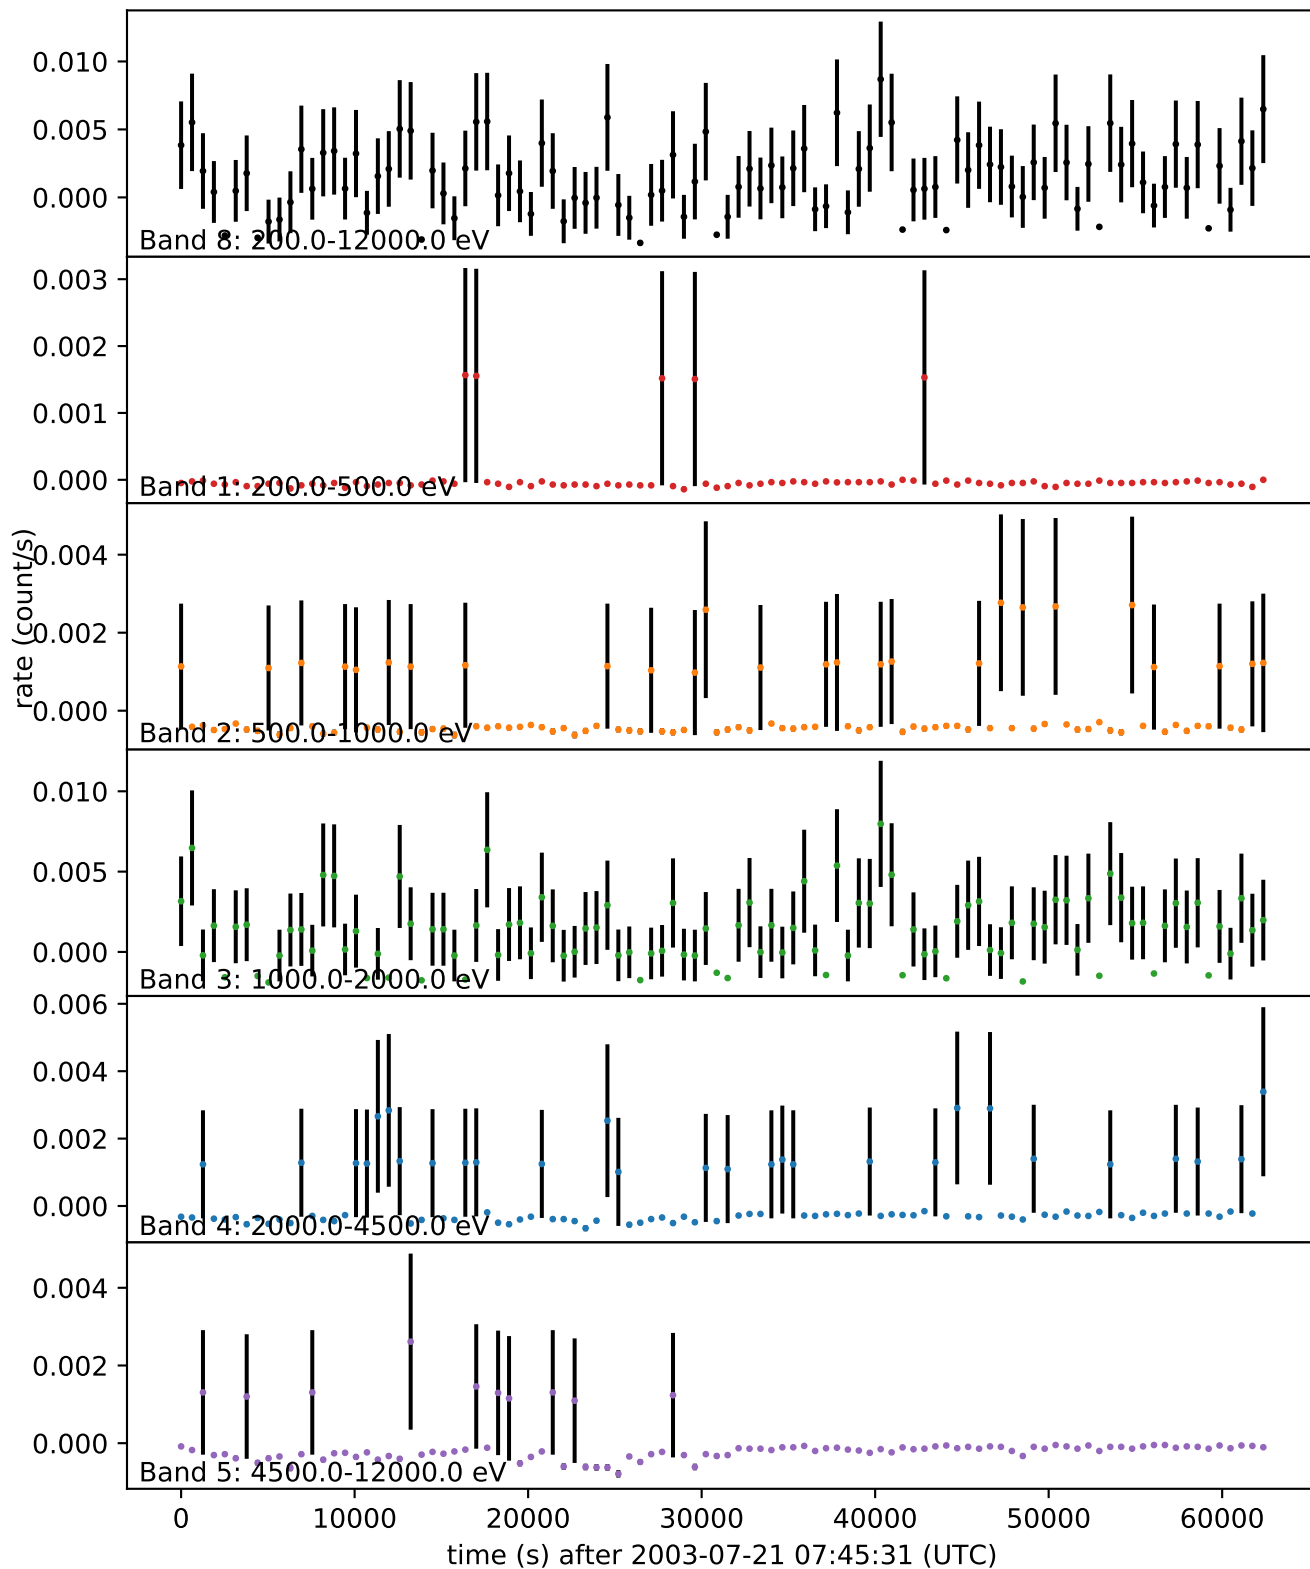 0.010
0.005
0.000
Band 8: 200.0-12000.0 eV
0.003
0.002
0.001
0.000
Band 1: 200.0-500.0 eV
rate (count/s)
0.004
0.002
0.000
Band 2: 500.0-1000.0 eV
0.010
0.005
0.000
Band 3: 1000.0-2000.0 eV
0.006
0.004
0.002
0.000
Band 4: 2000.0-4500.0 eV
0.004
0.002
0.000
Band 5: 4500.0-12000.0 eV
0 10000 20000 30000 40000 50000 60000
time (s) after 2003-07-21 07:45:31 (UTC)